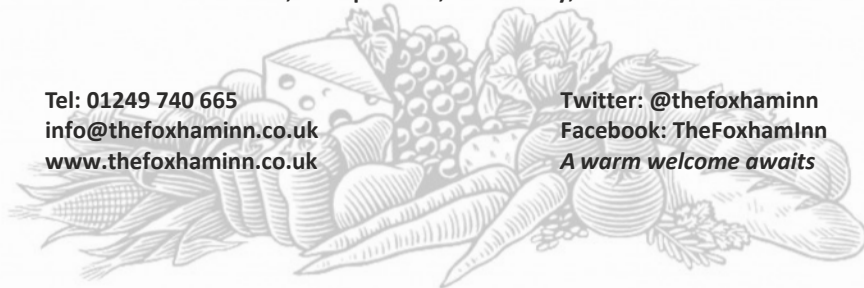 Tel: 01249 740 665
info@thefoxhaminn.co.uk
www.thefoxhaminn.co.uk
Twitter: @thefoxhaminn
Facebook: TheFoxhamInn
A warm welcome awaits